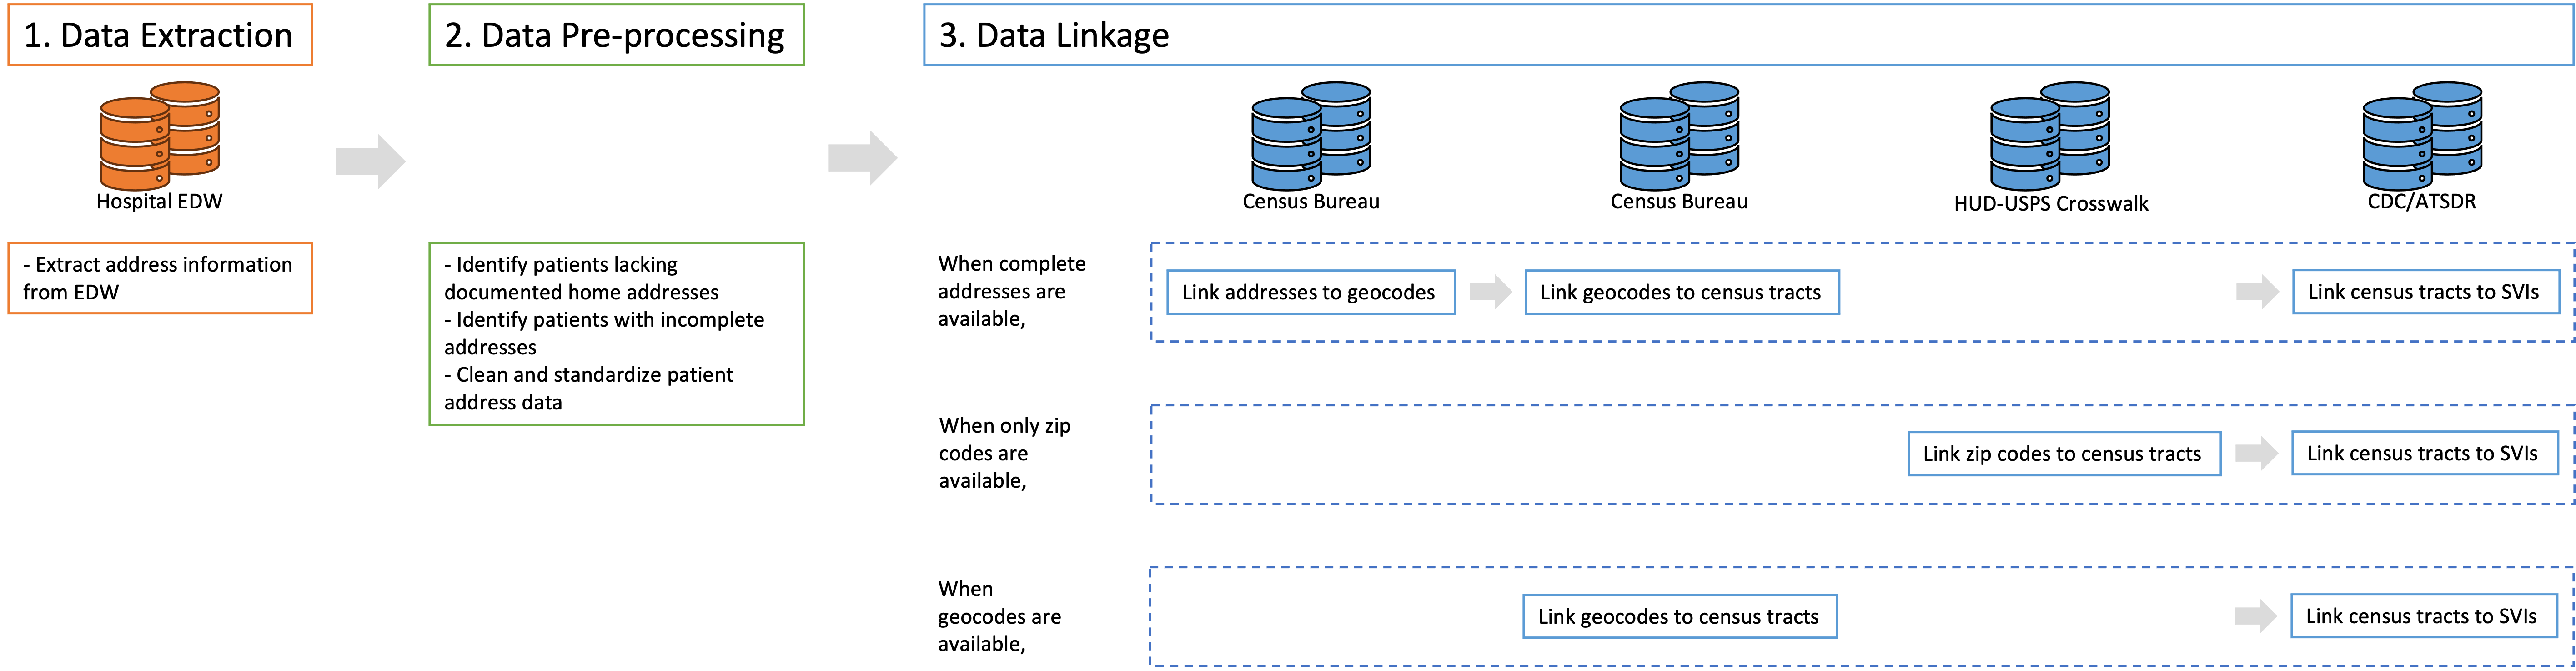 1. Data Extraction
2. Data Pre-processing
3. Data Linkage
Hospital EDW
Census Bureau
Census Bureau
HUD-USPS Crosswalk
CDC/ATSDR
- Extract address information
from EDW
- Identify patients lacking
documented home addresses
- Identify patients with incomplete
addresses
- Clean and standardize patient
address data
When complete
addresses are
available,
Link addresses to geocodes
Link geocodes to census tracts
Link census tracts to SVIs
When only zip
codes are
available,
Link zip codes to census tracts
Link census tracts to SVIs
When
geocodes are
available,
Link geocodes to census tracts
Link census tracts to SVIs